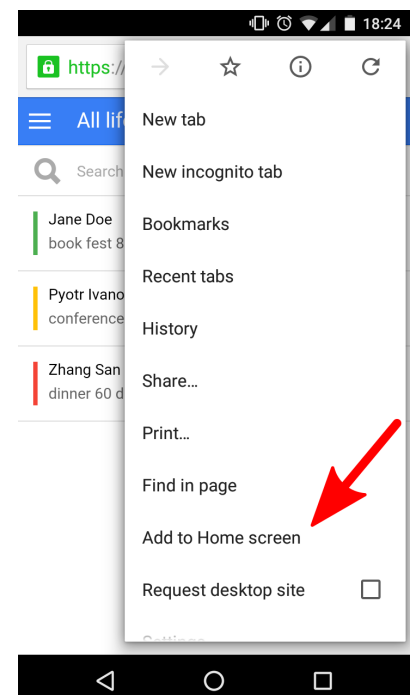 18:24
https://
All lif
New tab
Search
New incognito tab
Jane Doe
book fest 8
Bookmarks
Recent tabs
Pyotr Ivano
conference
History
Zhang San
dinner 60 d
Share...
Print...
Find in page
Add to Home screen
Request desktop site
Settings